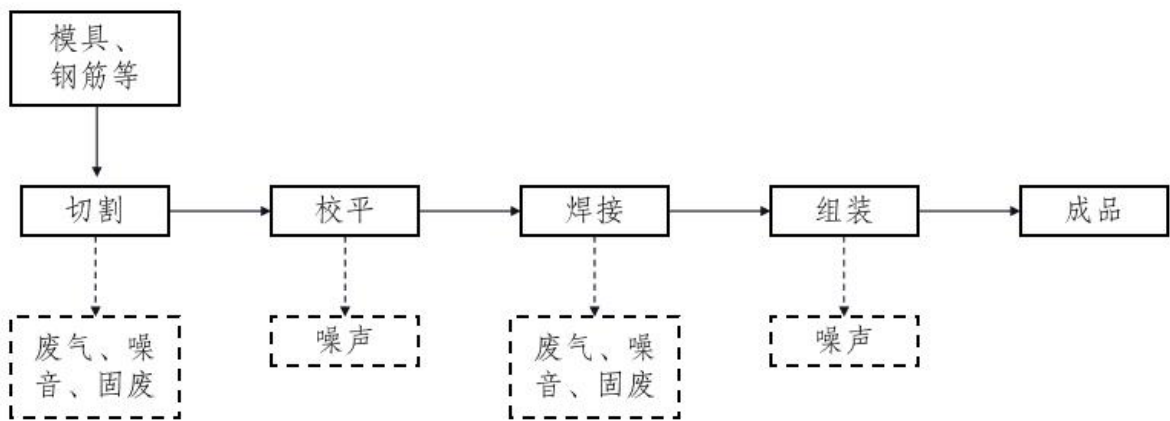 模具、
钢筋等
切割
校平
焊接
组装
成品
废气、噪
音、固废
噪声
废气、噪
音、固废
噪声